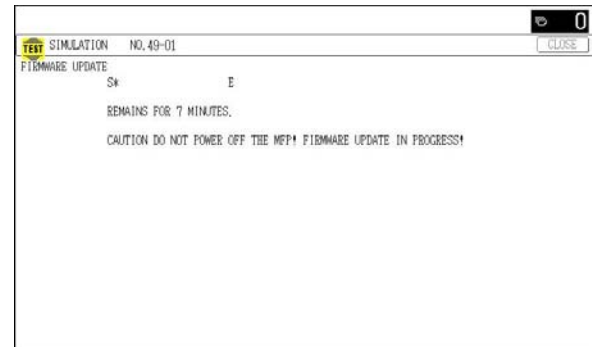 0
TEST SIMULATION NO.49-01 CLOSE
FIRMWARE UPDATE
S* E
REMAINS FOR 7 MINUTES.
CAUTION DO NOT POWER OFF THE MFP! FIRMWARE UPDATE IN PROGRESS!